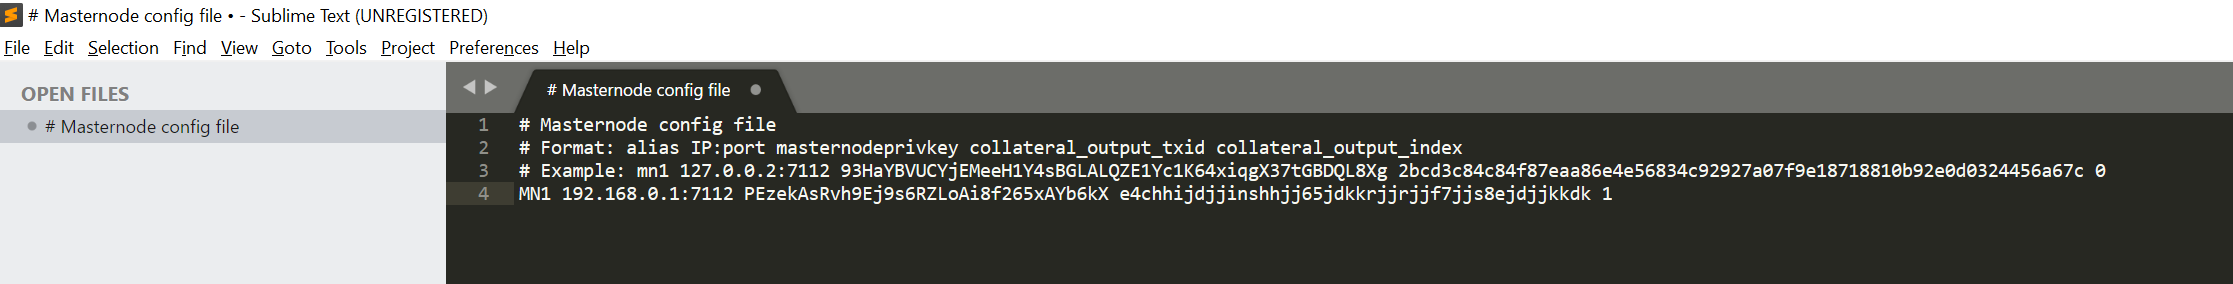 # Masternode config file • - Sublime Text (UNREGISTERED)
File Edit Selection Find View Goto Tools Project Preferences Help
OPEN FILES
# Masternode config file
# Masternode config file
1 # Masternode config file
2 # Format: alias IP:port masternodeprivkey collateral_output_txid collateral_output_index
3 # Example: mn1 127.0.0.2:7112 93HaYBVUCYjEMeeH1Y4sBGLALQZE1Yc1K64xiqgX37tGBDQL8Xg 2bcd3c84c84f87eaa86e4e56834c92927a07f9e18718810b92e0d0324456a67c 0
4 MN1 192.168.0.1:7112 PEzekAsRvh9Ej9s6RZLoAi8f265xAYb6kX e4chhijdjjinshhjj65jdkkrjjrjjf7jjs8ejdjjkkdk 1